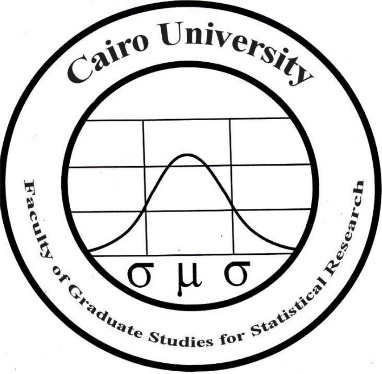 Cairo University
σ μ σ
Faculty of Graduate Studies for Statistical Research